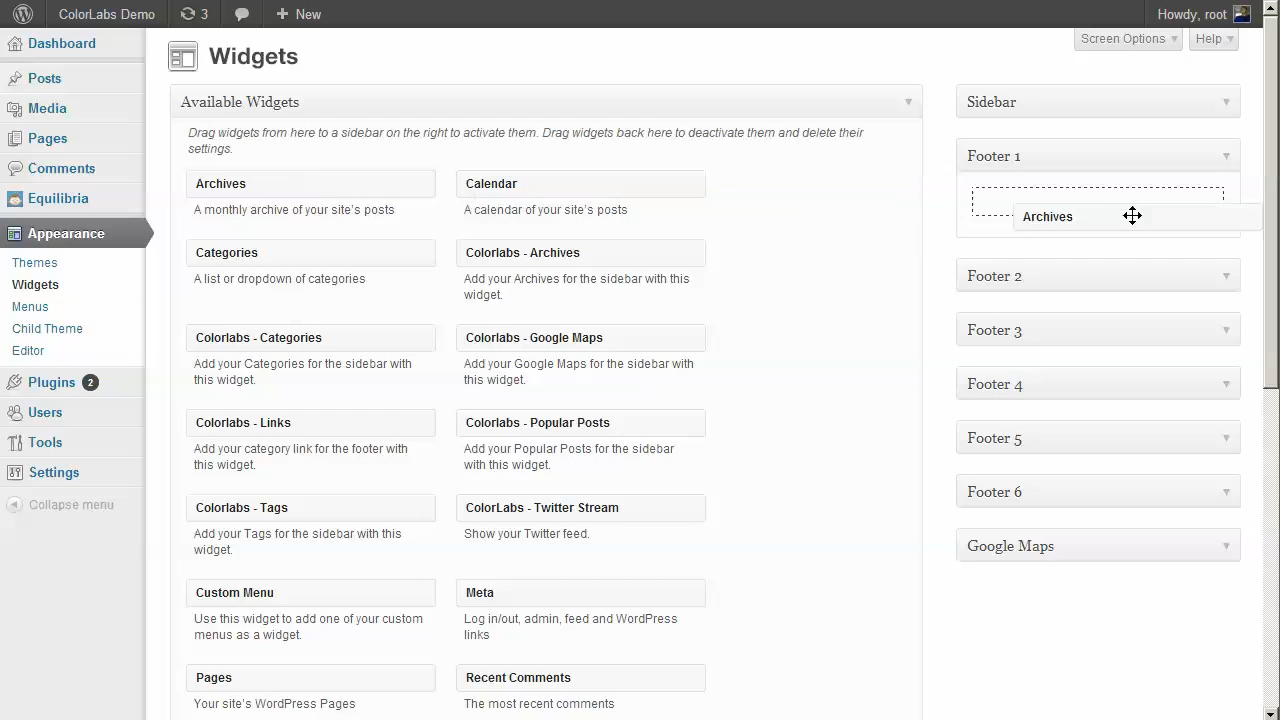 ColorLabs Demo 3 New Howdy, root
Screen Options Help
Dashboard
Posts
Media
Pages
Comments
Equilibria
Appearance
Themes
Widgets
Menus
Child Theme
Editor
Plugins 2
Users
Tools
Settings
Collapse menu
Widgets
Available Widgets
Drag widgets from here to a sidebar on the right to activate them. Drag widgets back here to deactivate them and delete their
settings.
Archives
A monthly archive of your site's posts
Calendar
A calendar of your site's posts
Categories
A list or dropdown of categories
Colorlabs - Archives
Add your Archives for the sidebar with this
widget.
Colorlabs - Categories
Add your Categories for the sidebar with
this widget.
Colorlabs - Google Maps
Add your Google Maps for the sidebar with
this widget.
Colorlabs - Links
Add your category link for the footer with
this widget.
Colorlabs - Popular Posts
Add your Popular Posts for the sidebar
with this widget.
Colorlabs - Tags
Add your Tags for the sidebar with this
widget.
ColorLabs - Twitter Stream
Show your Twitter feed.
Custom Menu
Use this widget to add one of your custom
menus as a widget.
Meta
Log in/out, admin, feed and WordPress
links
Pages
Your site's WordPress Pages
Recent Comments
The most recent comments
Sidebar
Footer 1
Archives
Footer 2
Footer 3
Footer 4
Footer 5
Footer 6
Google Maps